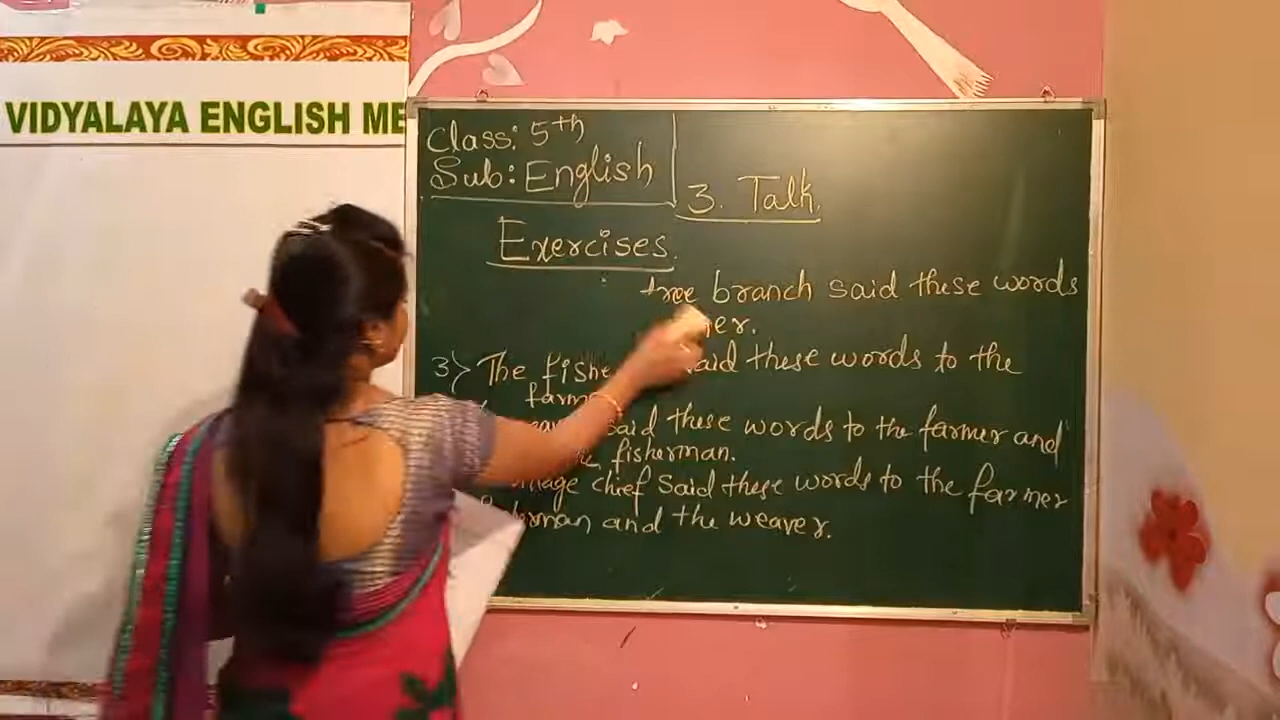 VIDYALAYA ENGLISH ME
Class: 5th
Sub: English
3. Talk.
Exercises.
tree branch said these words
3) The said these words to the
said these words to the farmer and
fisherman.
chief said these words to the farmer
and the weaver.